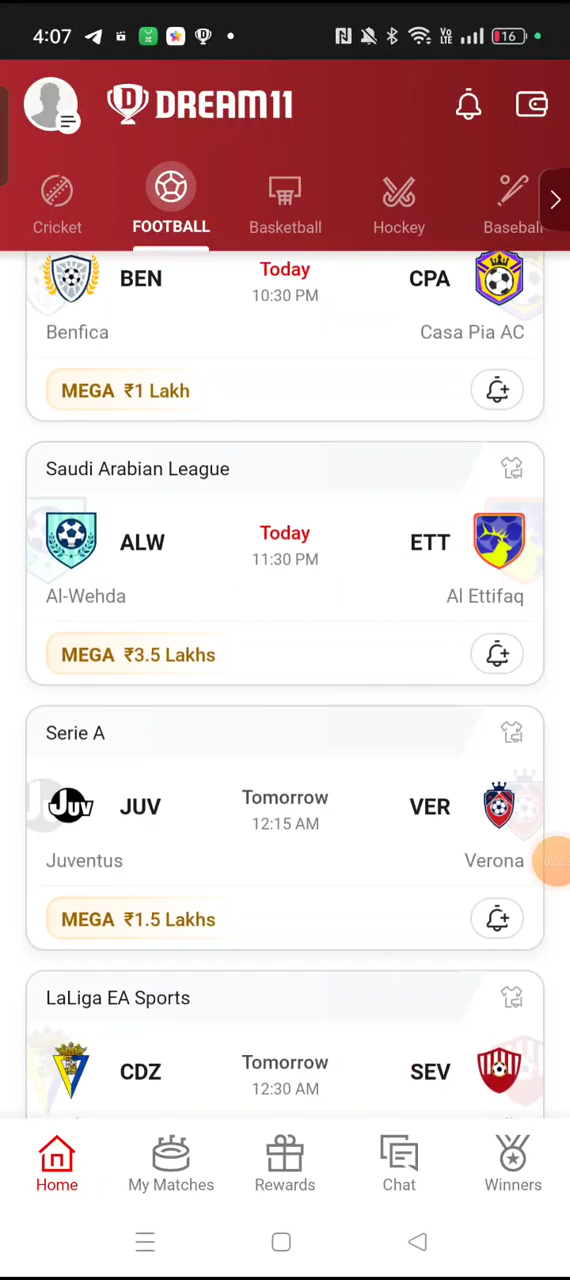 4:07
Vo
LTE
16
DREAM11
Cricket
FOOTBALL
Basketball
Hockey
Baseball
BEN
Today
CPA
10:30 PM
Benfica
Casa Pia AC
MEGA ₹1 Lakh
Saudi Arabian League
ALW
Today
ETT
11:30 PM
Al-Wehda
Al Ettifaq
MEGA ₹3.5 Lakhs
Serie A
Juv
JUV
Tomorrow
VER
12:15 AM
Juventus
Verona
MEGA ₹1.5 Lakhs
LaLiga EA Sports
CDZ
Tomorrow
SEV
12:30 AM
Home
My Matches
Rewards
Chat
Winners